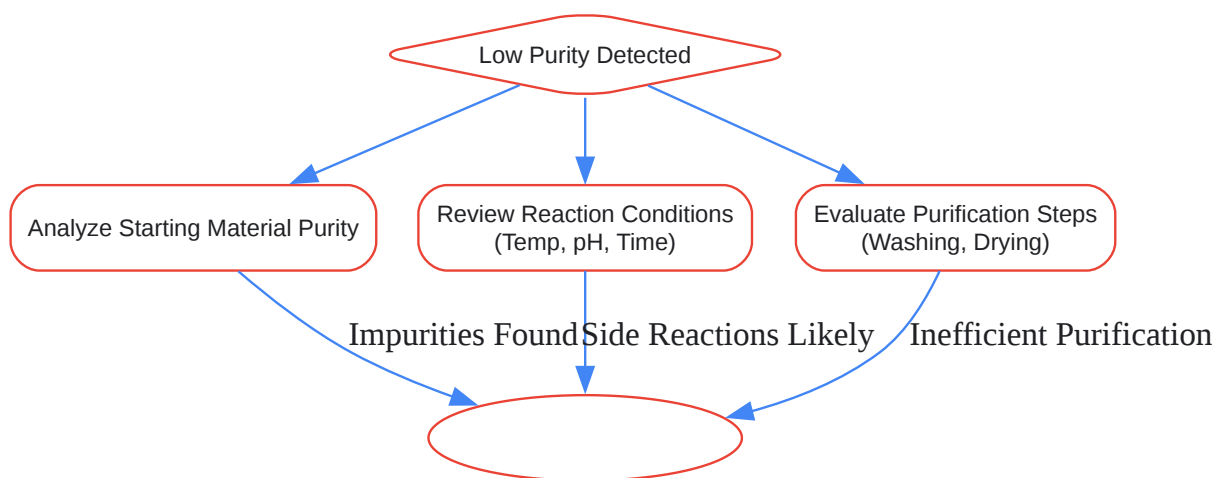 Low Purity Detected
Analyze Starting Material Purity
Review Reaction Conditions
(Temp, pH, Time)
Evaluate Purification Steps
(Washing, Drying)
Impurities Found
Side Reactions Likely
Inefficient Purification